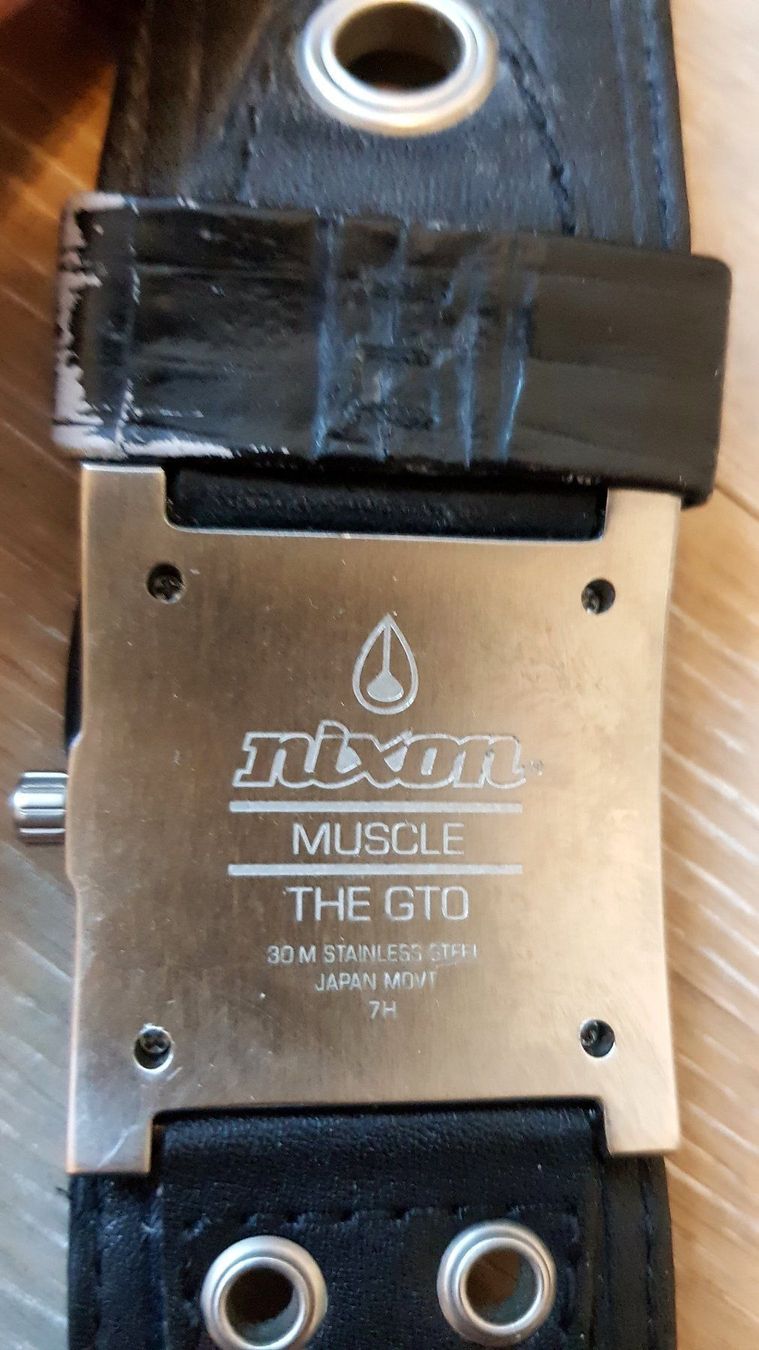 nixon
MUSCLE
THE GTO
30 M STAINLESS STEEL
JAPAN MOVT
7H